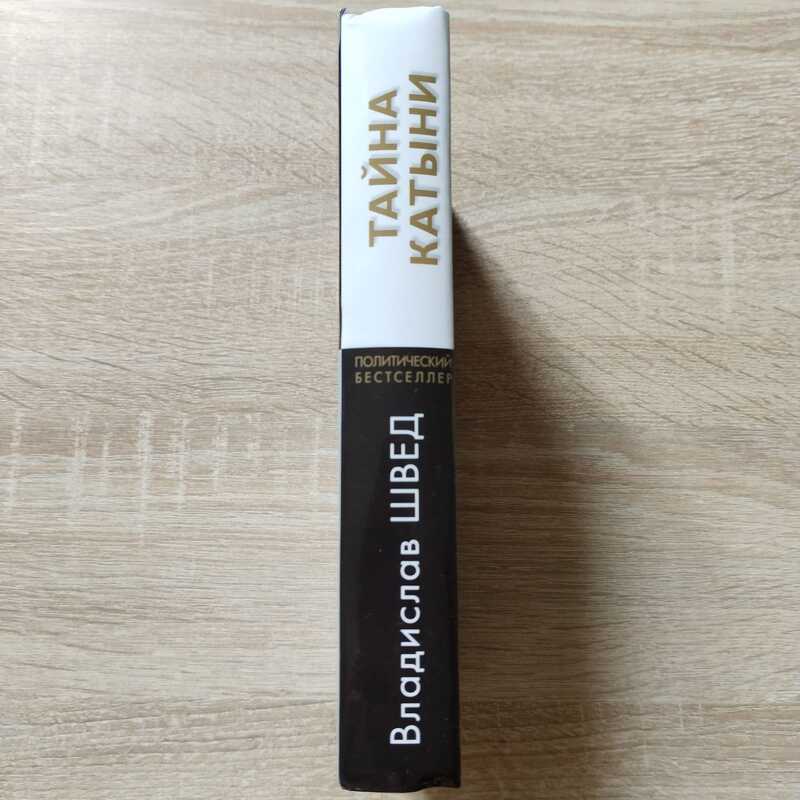 ТАЙНА
КАТЫНИ
ПОЛИТИЧЕСКИЙ
БЕСТСЕЛЛЕР
Владислав ШВЕД